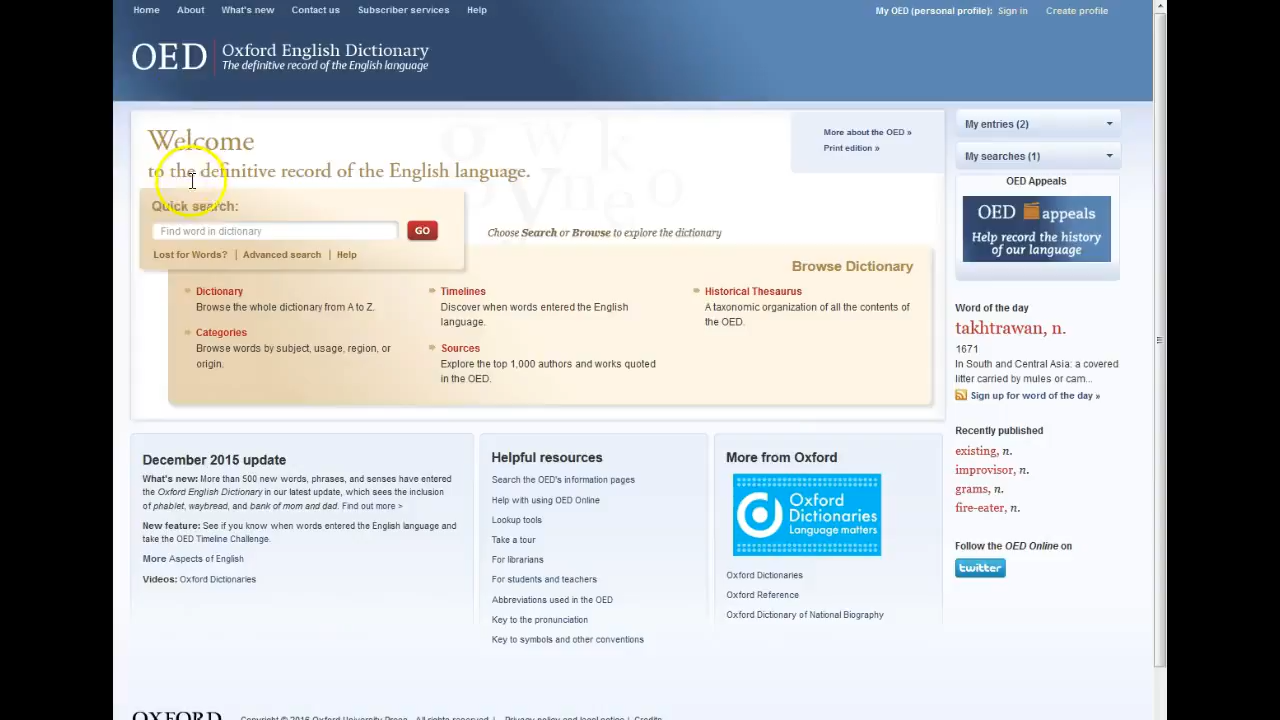 Home About What's new Contact us Subscriber services Help
My OED (personal profile): Sign in Create profile
OED Oxford English Dictionary
The definitive record of the English language
Welcome
to the definitive record of the English language.
Quick search:
Find word in dictionary GO
Lost for Words? | Advanced search | Help
More about the OED »
Print edition »
Choose Search or Browse to explore the dictionary
Browse Dictionary
Dictionary
Browse the whole dictionary from A to Z.
Categories
Browse words by subject, usage, region, or
origin.
Timelines
Discover when words entered the English
language.
Sources
Explore the top 1,000 authors and works quoted
in the OED.
Historical Thesaurus
A taxonomic organization of all the contents of
the OED.
My entries (2)
My searches (1)
OED Appeals
OED appeals
Help record the history
of our language
Word of the day
takhtrawan, n.
1671
In South and Central Asia: a covered
litter carried by mules or cam...
Sign up for word of the day »
Recently published
existing, n.
improvisor, n.
grams, n.
fire-eater, n.
Follow the OED Online on
twitter
December 2015 update
What's new: More than 500 new words, phrases, and senses have entered
the Oxford English Dictionary in our latest update, which sees the inclusion
of phablet, waybread, and bank of mom and dad. Find out more >
New feature: See if you know when words entered the English language and
take the OED Timeline Challenge.
More Aspects of English
Videos: Oxford Dictionaries
Helpful resources
Search the OED's information pages
Help with using OED Online
Lookup tools
Take a tour
For librarians
For students and teachers
Abbreviations used in the OED
Key to the pronunciation
Key to symbols and other conventions
More from Oxford
Oxford
Dictionaries
Language matters
Oxford Dictionaries
Oxford Reference
Oxford Dictionary of National Biography
OXFORD Copyright © 2016 Oxford University Press . All rights reserved | Privacy policy and legal notice | Credits